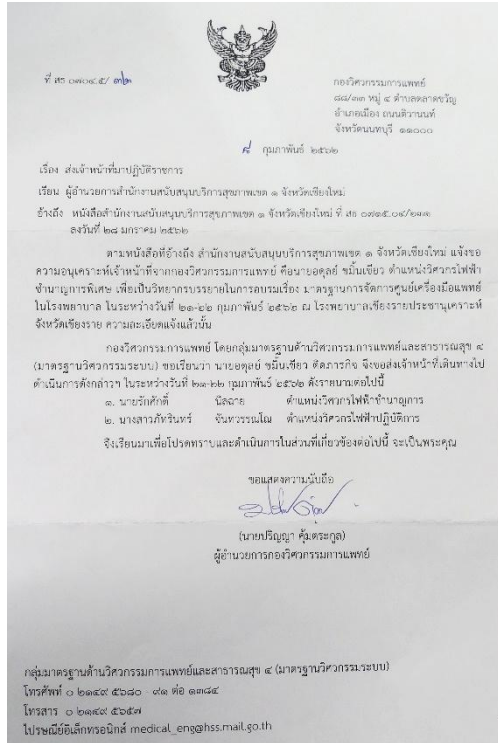 ที่ สธ ๐๗๐๔.๕/ ๓๒
กองวิศวกรรมการแพทย์
๘๘/๓๓ หมู่ ๔ ตำบลตลาดขวัญ
อำเภอเมือง ถนนติวานนท์
จังหวัดนนทบุรี ๑๑๐๐๐
๘ กุมภาพันธ์ ๒๕๖๒
เรื่อง ส่งเจ้าหน้าที่มาปฏิบัติราชการ
เรียน ผู้อำนวยการสำนักงานสนับสนุนบริการสุขภาพเขต ๑ จังหวัดเชียงใหม่
อ้างถึง หนังสือสำนักงานสนับสนุนบริการสุขภาพเขต ๑ จังหวัดเชียงใหม่ ที่ สธ ๐๗๑๕.๐๔/๒๓๓
ลงวันที่ ๒๘ มกราคม ๒๕๖๒
ตามหนังสือที่อ้างถึง สำนักงานสนับสนุนบริการสุขภาพเขต ๑ จังหวัดเชียงใหม่ แจ้งขอ
ความอนุเคราะห์เจ้าหน้าที่จากกองวิศวกรรมการแพทย์ คือนายอดุลย์ ขมิ้นเขียว ตำแหน่งวิศวกรไฟฟ้า
ชำนาญการพิเศษ เพื่อเป็นวิทยากรบรรยายในการอบรมเรื่อง มาตรฐานการจัดการศูนย์เครื่องมือแพทย์
ในโรงพยาบาล ในระหว่างวันที่ ๒๑-๒๒ กุมภาพันธ์ ๒๕๖๒ ณ โรงพยาบาลเชียงรายประชานุเคราะห์
จังหวัดเชียงราย ความละเอียดแจ้งแล้วนั้น
กองวิศวกรรมการแพทย์ โดยกลุ่มมาตรฐานด้านวิศวกรรมการแพทย์และสาธารณสุข ๔
(มาตรฐานวิศวกรรมระบบ) ขอเรียนว่า นายอดุลย์ ขมิ้นเขียว ติดภารกิจ จึงขอส่งเจ้าหน้าที่เดินทางไป
ดำเนินการดังกล่าวฯ ในระหว่างวันที่ ๒๑-๒๒ กุมภาพันธ์ ๒๕๖๒ ดังรายนามต่อไปนี้
๑. นายรักศักดิ์ นิลฉาย ตำแหน่งวิศวกรไฟฟ้าชำนาญการ
๒. นางสาวภัทรินทร์ จันทวรรณโณ ตำแหน่งวิศวกรไฟฟ้าปฏิบัติการ
จึงเรียนมาเพื่อโปรดทราบและดำเนินการในส่วนที่เกี่ยวข้องต่อไปนี้ จะเป็นพระคุณ
ขอแสดงความนับถือ
(นายปริญญา คุ้มตระกูล)
ผู้อำนวยการกองวิศวกรรมการแพทย์
กลุ่มมาตรฐานด้านวิศวกรรมการแพทย์และสาธารณสุข ๔ (มาตรฐานวิศวกรรมระบบ)
โทรศัพท์ ๐ ๒๑๔๙ ๕๖๘๐ - ๙๑ ต่อ ๑๓๘๔
โทรสาร ๐ ๒๑๔๙ ๕๖๕๗
ไปรษณีย์อิเล็กทรอนิกส์ medical_eng@hss.mail.go.th